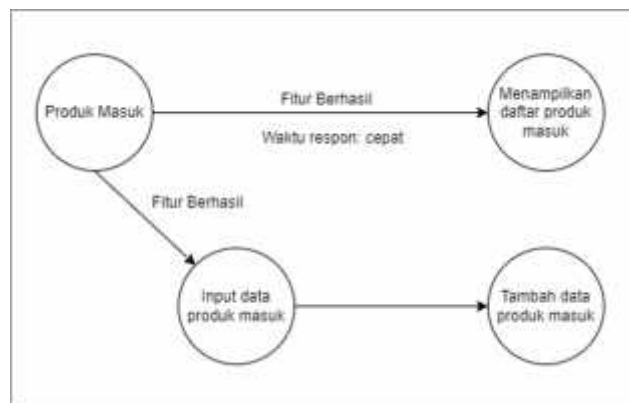 Produk Masuk
Fitur Berhasil
Waktu respon: cepat
Menampilkan
daftar produk
masuk
Fitur Berhasil
Input data
produk masuk
Tambah data
produk masuk